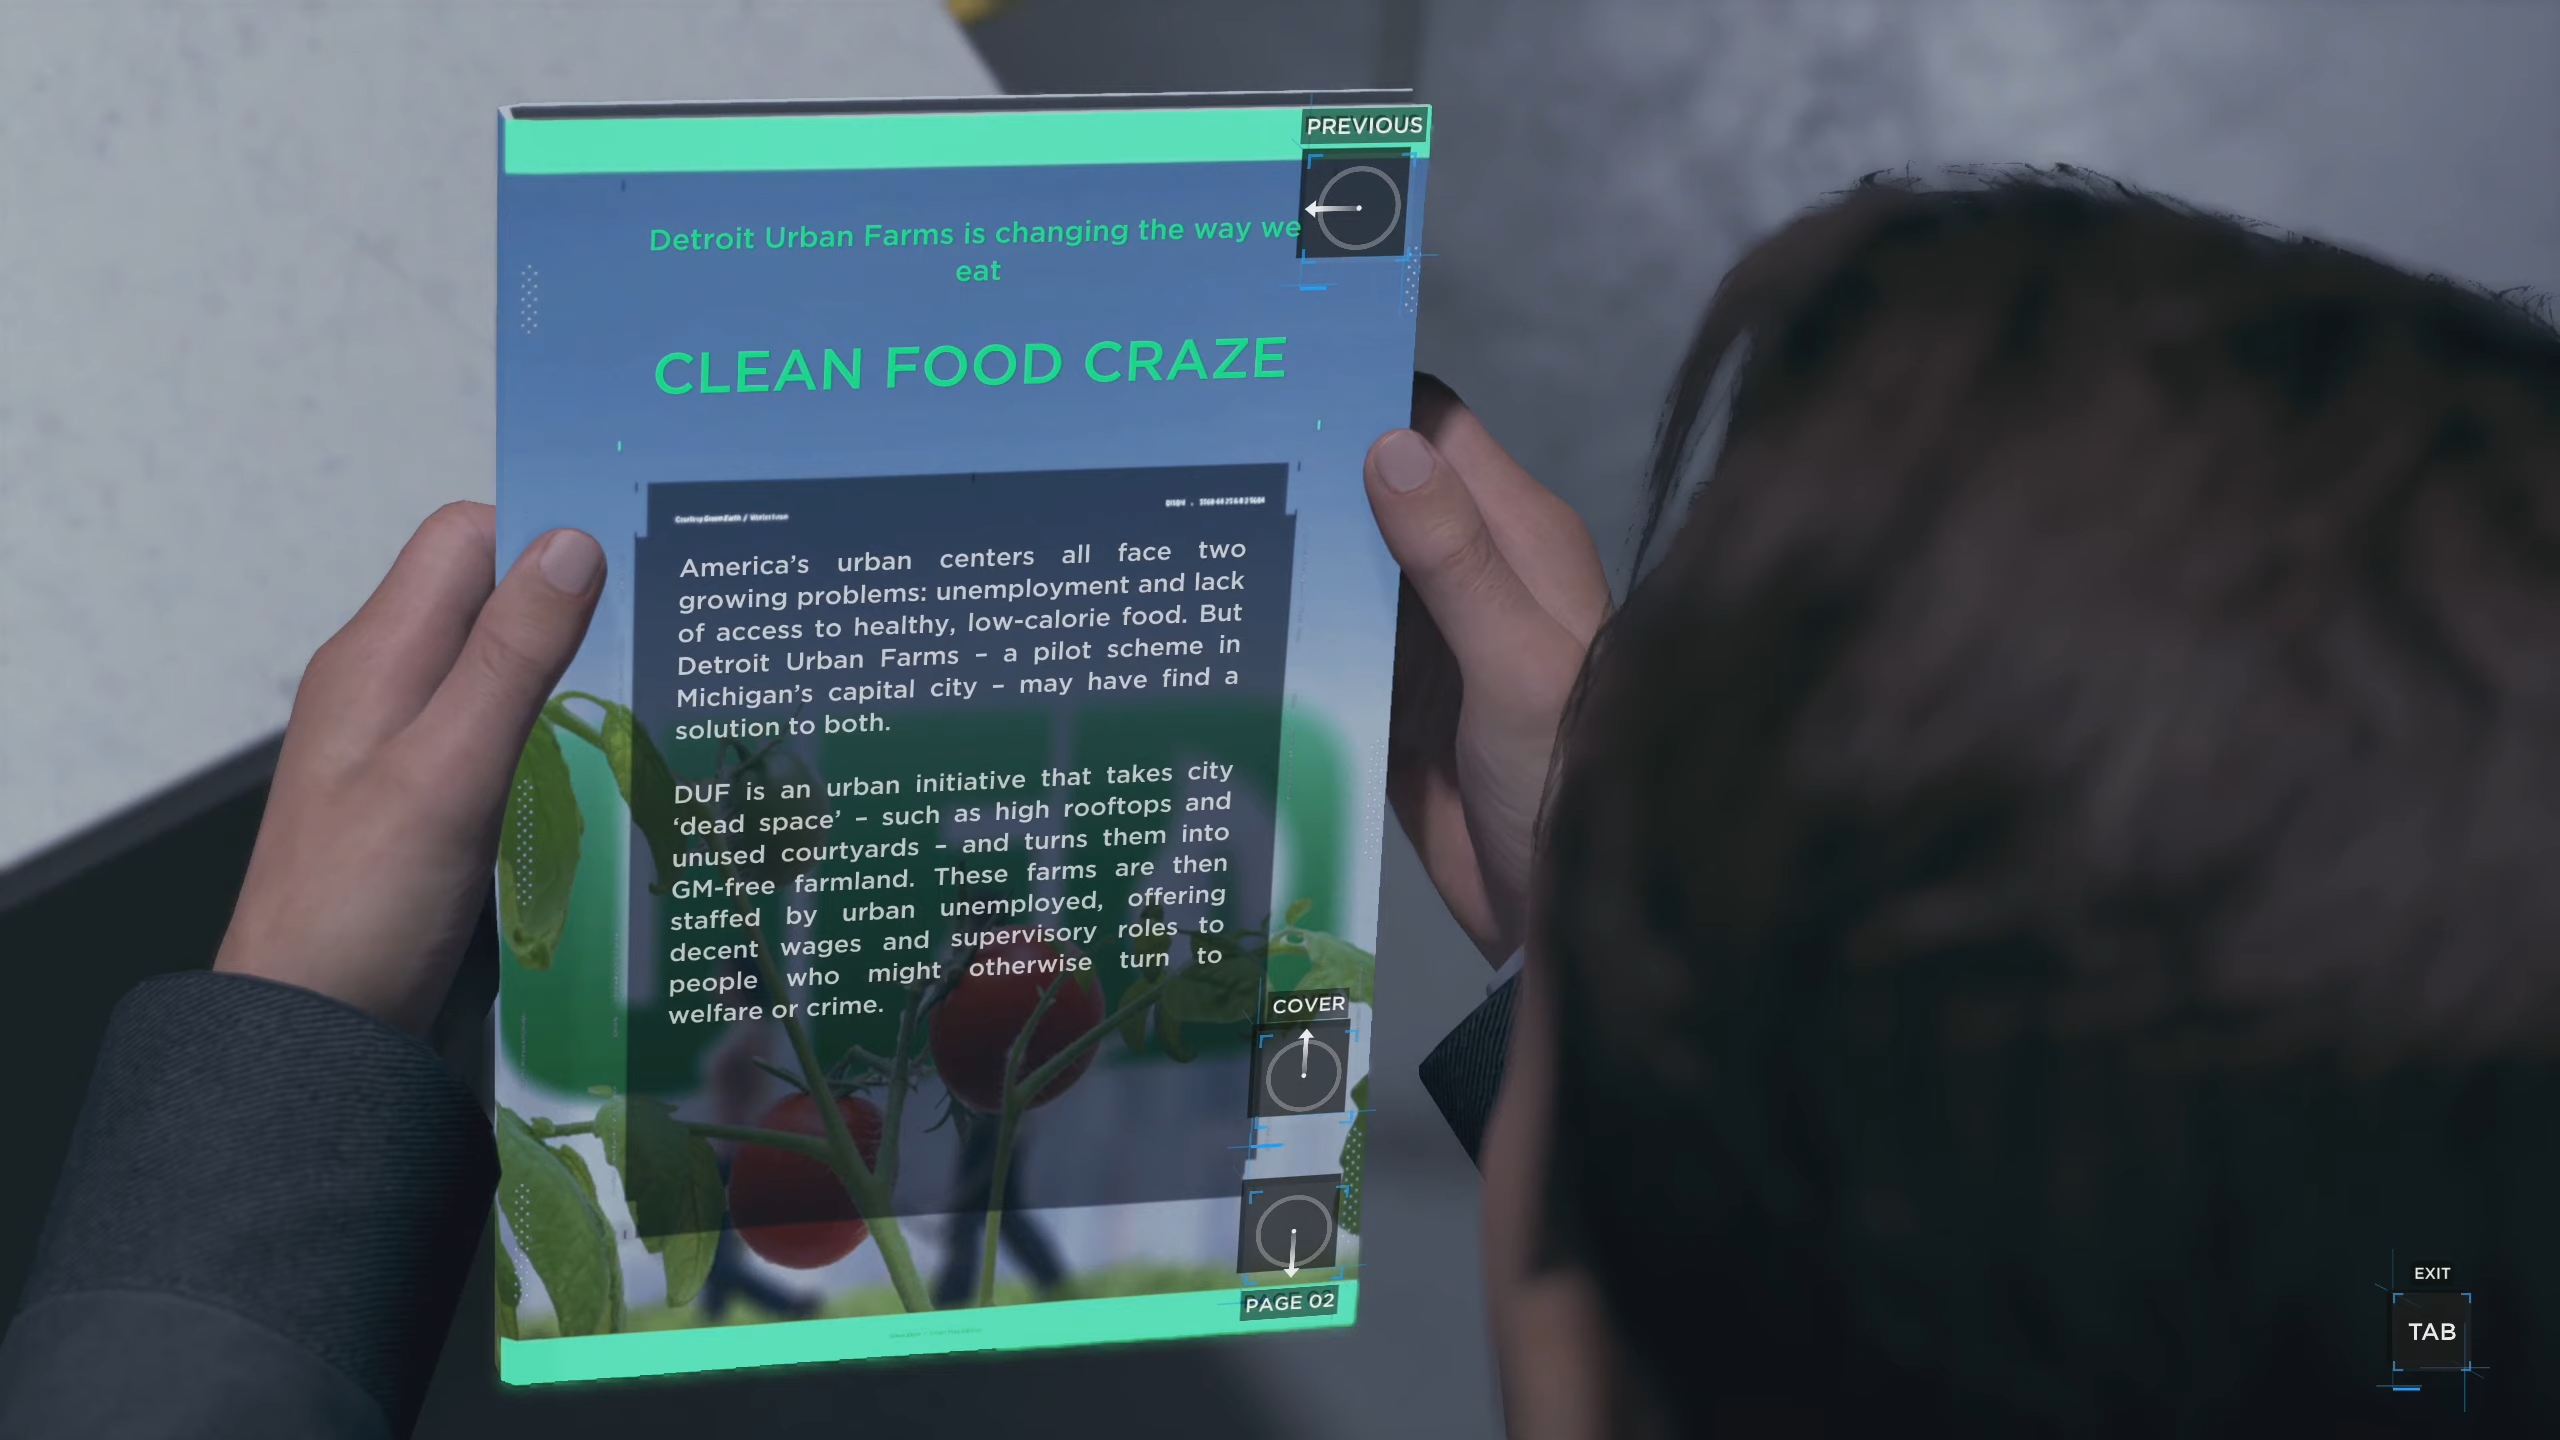 PREVIOUS
Detroit Urban Farms is changing the way we
eat
CLEAN FOOD CRAZE
America’s urban centers all face two
growing problems: unemployment and lack
of access to healthy, low-calorie food. But
Detroit Urban Farms – a pilot scheme in
Michigan’s capital city – may have find a
solution to both.
DUF is an urban initiative that takes city
‘dead space’ – such as high rooftops and
unused courtyards – and turns them into
GM-free farmland. These farms are then
staffed by urban unemployed, offering
decent wages and supervisory roles to
people who might otherwise turn to
welfare or crime.
COVER
PAGE 02
EXIT
TAB